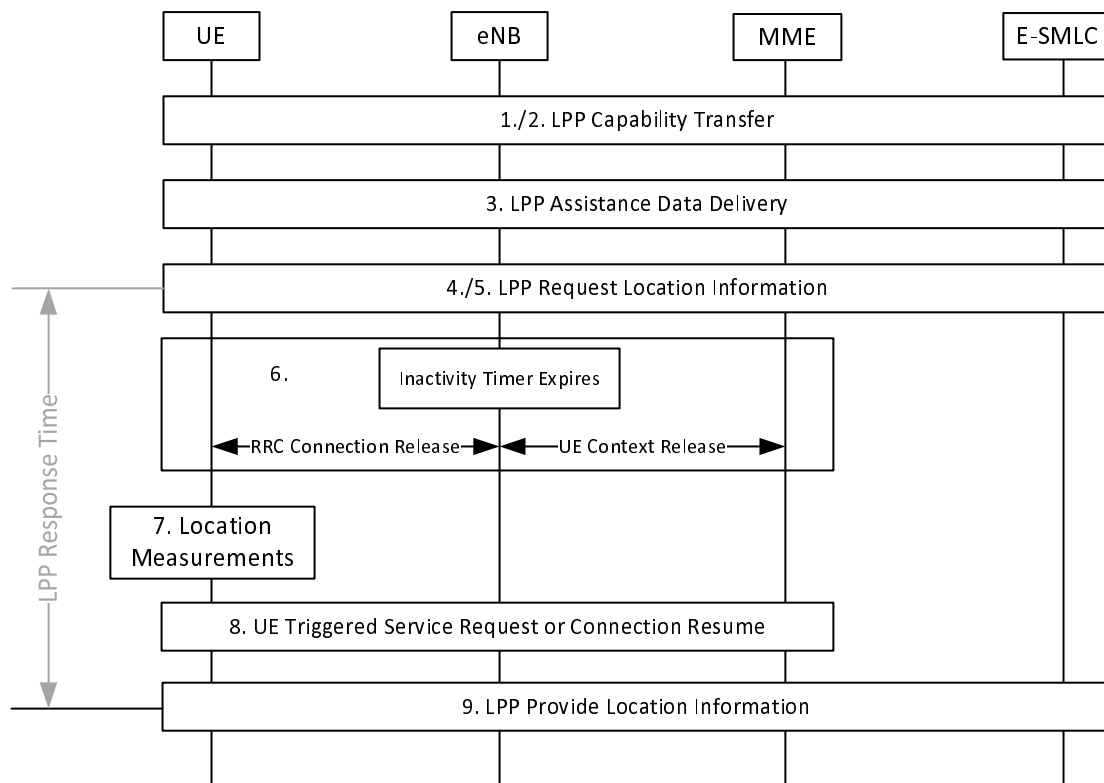 UE
eNB
MME
E-SMLC
1./2. LPP Capability Transfer
3. LPP Assistance Data Delivery
4./5. LPP Request Location Information
6.
Inactivity Timer Expires
RRC Connection Release
UE Context Release
LPP Response Time
7. Location
Measurements
8. UE Triggered Service Request or Connection Resume
9. LPP Provide Location Information